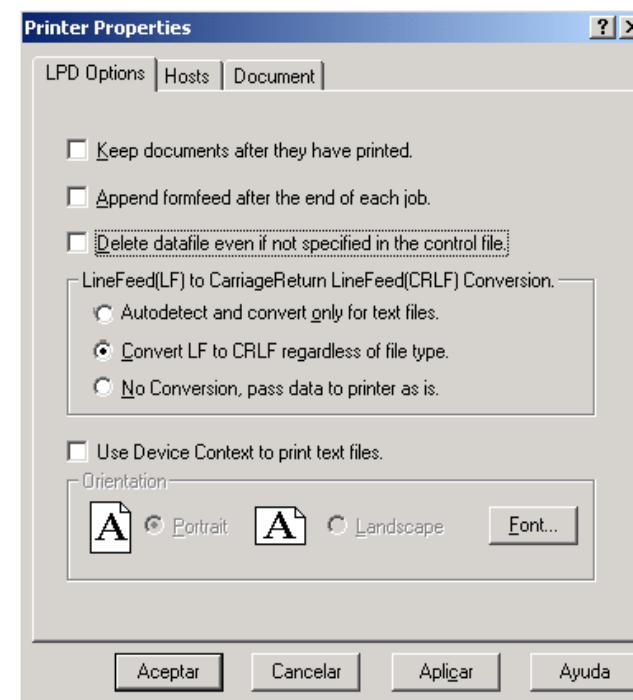 Printer Properties
LPD Options Hosts Document
Keep documents after they have printed.
Append formfeed after the end of each job.
Delete datafile even if not specified in the control file.
LineFeed(LF) to CarriageReturn LineFeed(CRLF) Conversion.
Autodetect and convert only for text files.
Convert LF to CRLF regardless of file type.
No Conversion, pass data to printer as is.
Use Device Context to print text files.
Orientation
A Portrait A Landscape Font...
Aceptar Cancelar Aplicar Ayuda